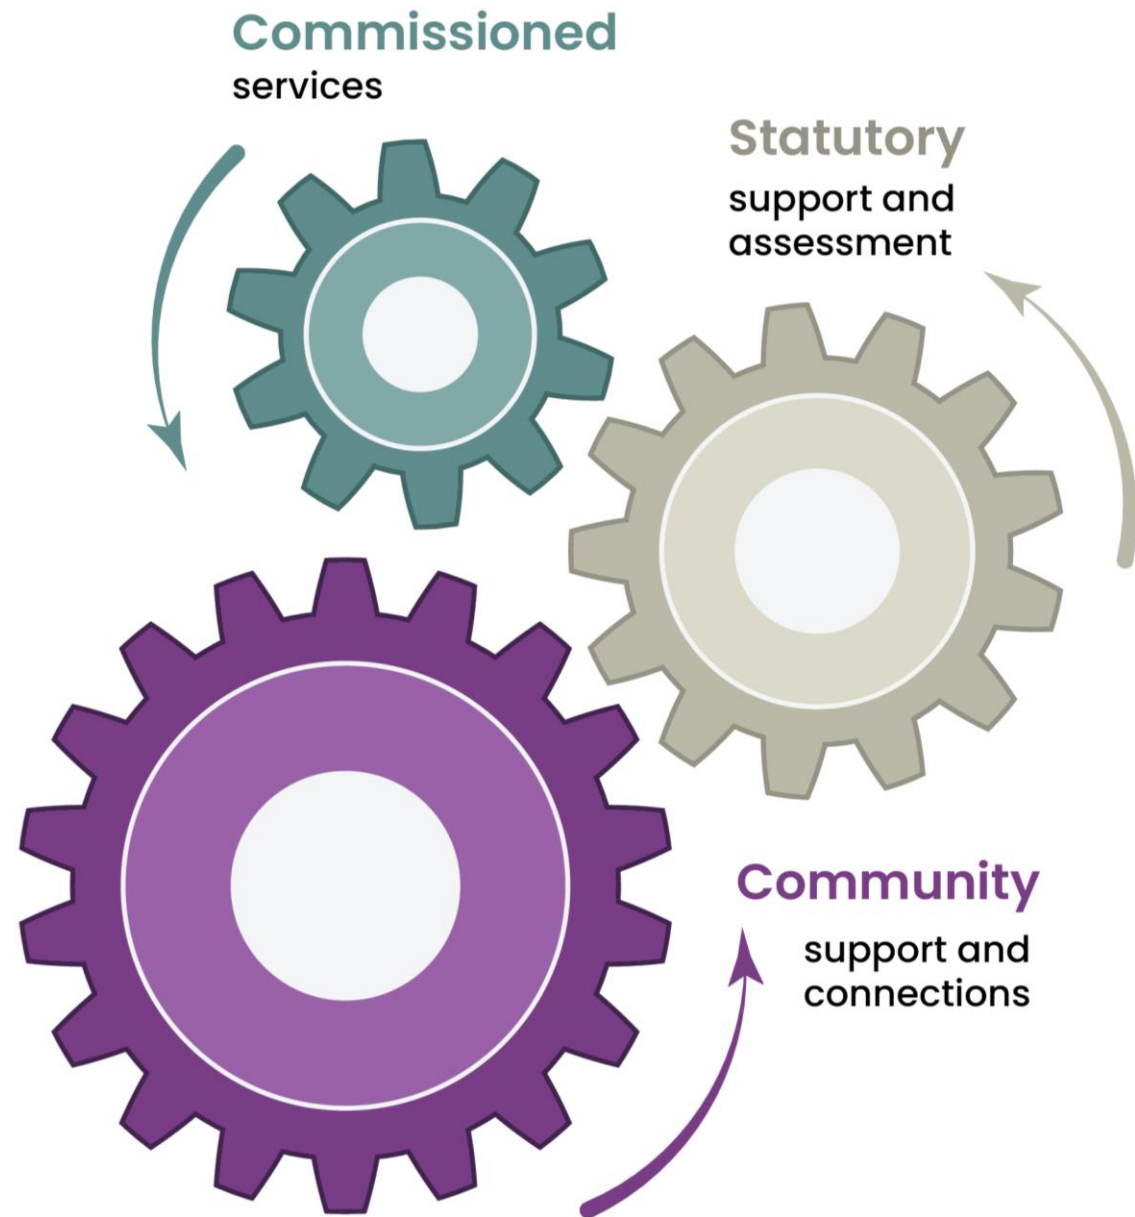 Commissioned
services
Statutory
support and
assessment
Community
support and
connections